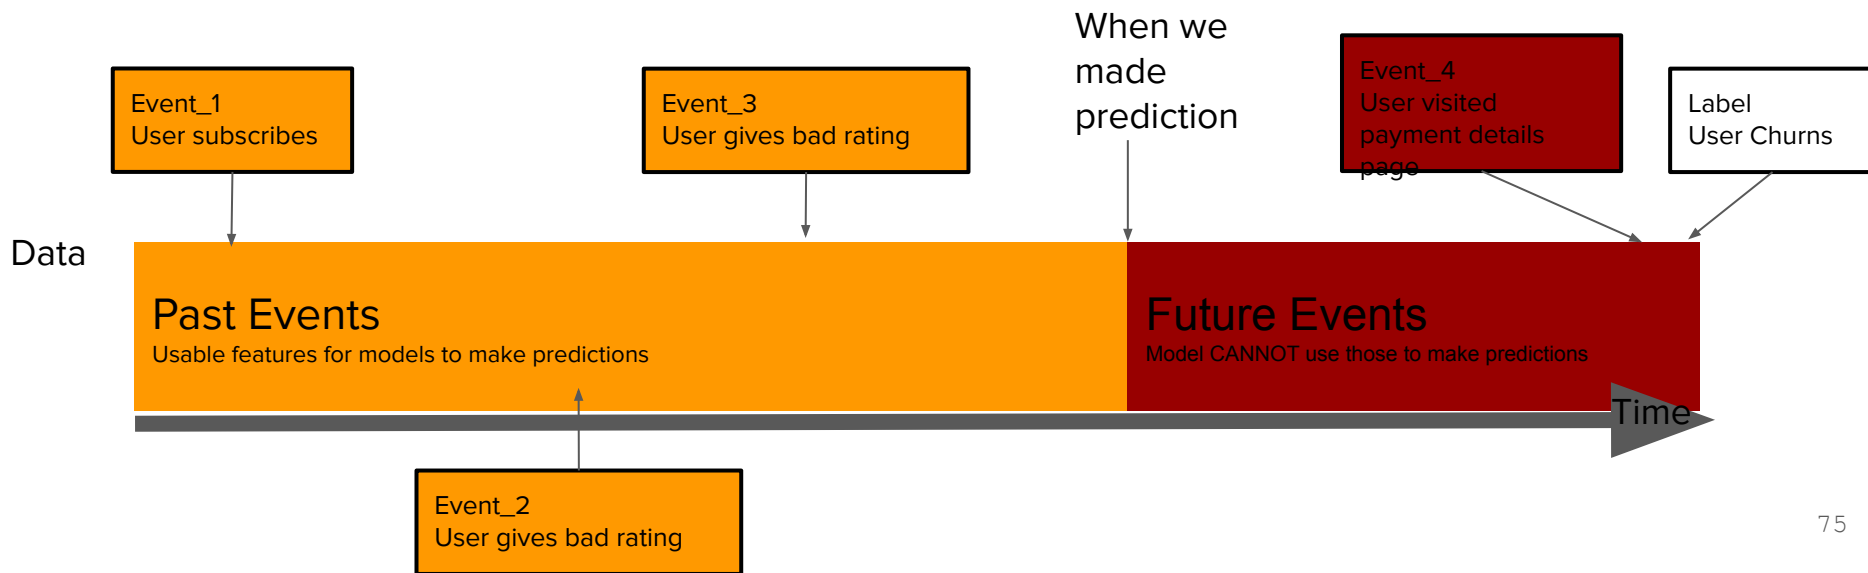 When we
made
prediction
Event_1
User subscribes
Event_3
User gives bad rating
Event_4
User visited
payment details
page
Label
User Churns
Data
Past Events
Usable features for models to make predictions
Future Events
Model CANNOT use those to make predictions
Time
Event_2
User gives bad rating
75